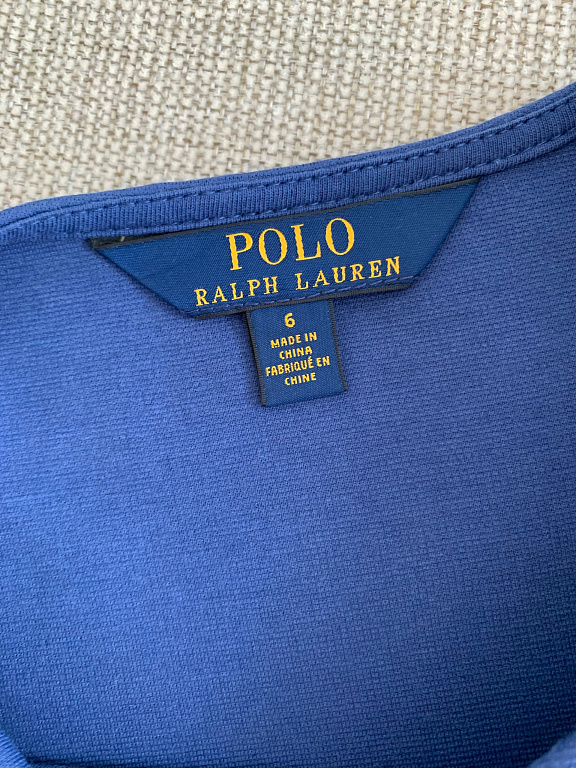 POLO
RALPH LAUREN
6
MADE IN
CHINA
FABRIQUÉ EN
CHINE